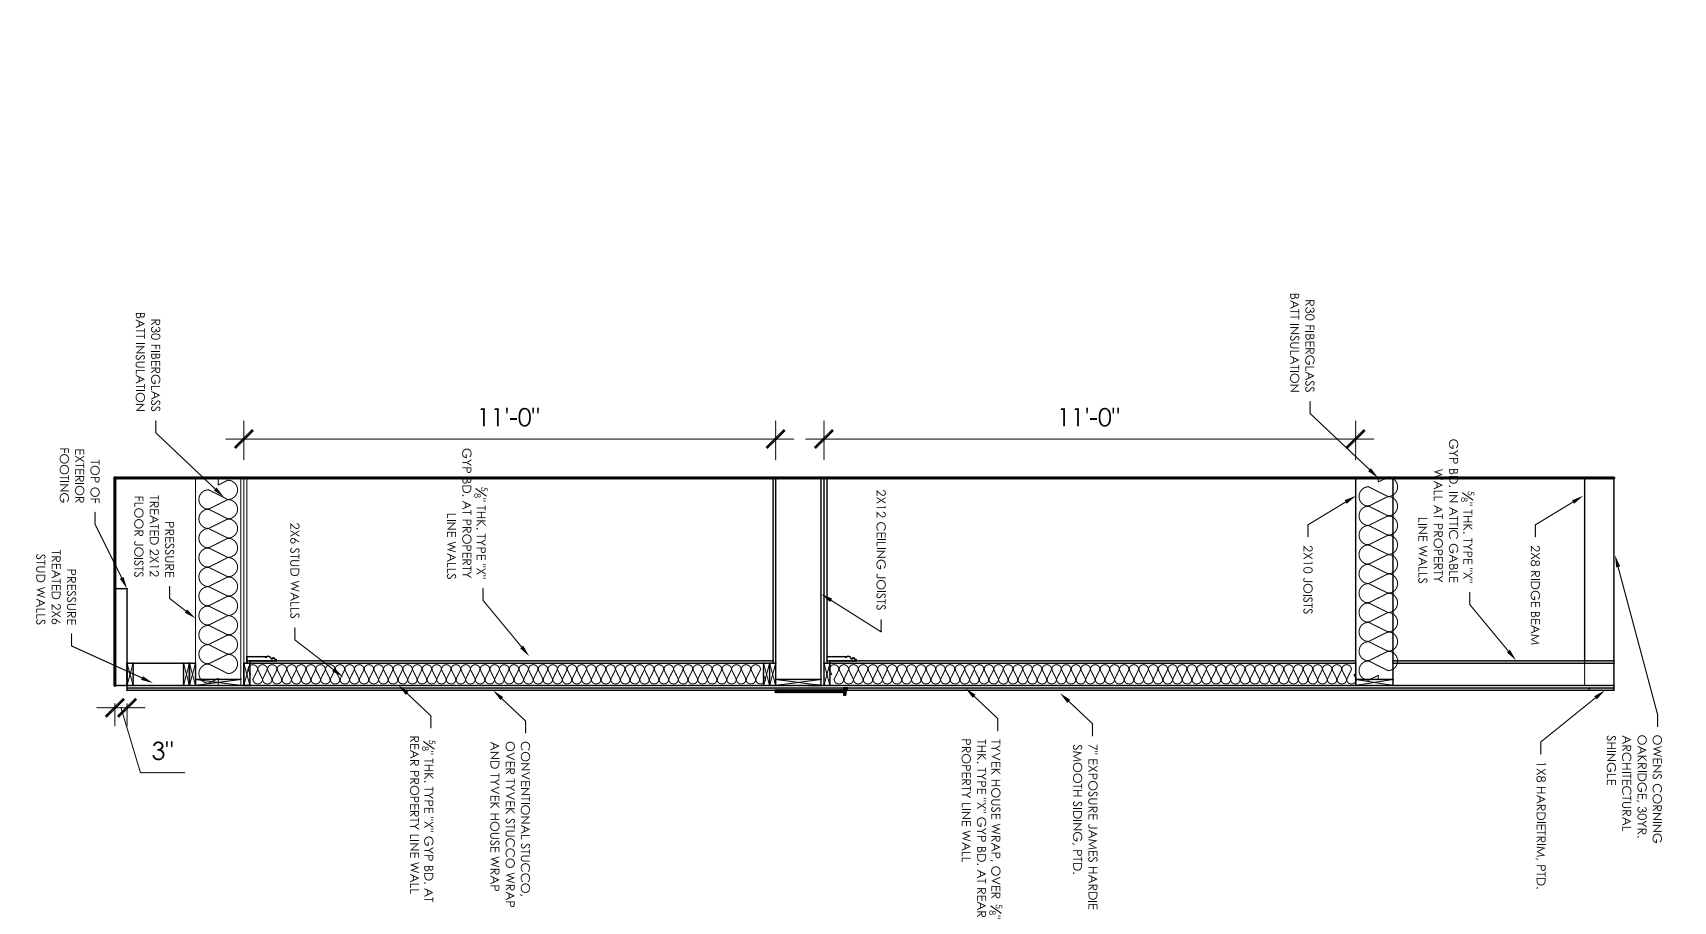 R30 FIBERGLASS
BATT INSULATION
R30 FIBERGLASS
BATT INSULATION
11'-0"
11'-0"
TOP OF
EXTERIOR
FOOTING
PRESSURE
TREATED 2X12
FLOOR JOISTS
PRESSURE
TREATED 2X6
STUD WALLS
2X6 STUD WALLS
⅝" THK. TYPE "X"
GYP BD. AT PROPERTY
LINE WALLS
2X12 CEILING JOISTS
2X10 JOISTS
⅝" THK. TYPE "X"
GYP BD. IN ATTIC GABLE
WALL AT PROPERTY
LINE WALLS
2X8 RIDGE BEAM
3"
⅝" THK. TYPE "X" GYP BD. AT
REAR PROPERTY LINE WALL
CONVENTIONAL STUCCO,
OVER TYVEK STUCCO WRAP
AND TYVEK HOUSE WRAP
TYVEK HOUSE WRAP, OVER ⅝"
THK. TYPE "X" GYP BD. AT REAR
PROPERTY LINE WALL
7" EXPOSURE JAMES HARDIE
SMOOTH SIDING, PTD.
1X8 HARDIETRIM, PTD.
OWENS CORNING
OAKRIDGE, 30YR.
ARCHITECTURAL
SHINGLE